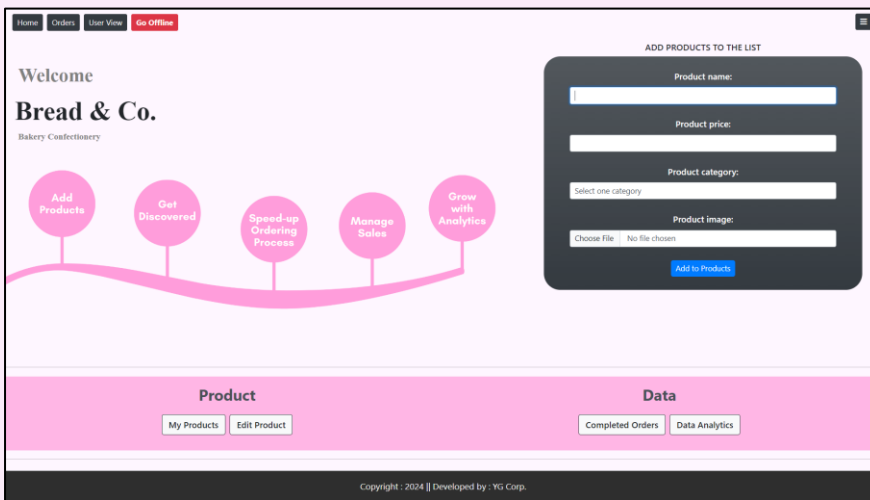 Home Orders User View Go Offline
ADD PRODUCTS TO THE LIST
Welcome
Bread & Co.
Bakery Confectionery
Add
Products
Get
Discovered
Speed-up
Ordering
Process
Manage
Sales
Grow
with
Analytics
Product name:
Product price:
Product category:
Select one category
Product image:
Choose File No file chosen
Add to Products
Product
My Products Edit Product
Data
Completed Orders Data Analytics
Copyright : 2024 || Developed by : YG Corp.